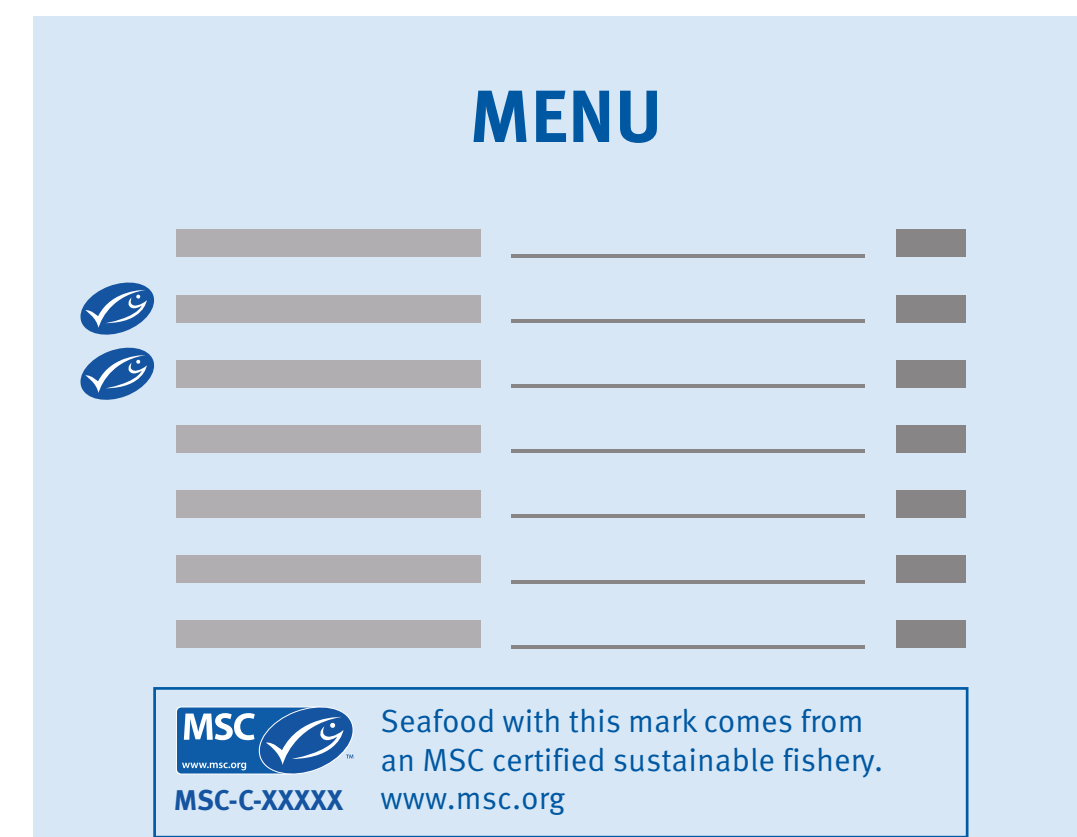 MENU
MSC
www.msc.org
™
MSC-C-XXXXX
Seafood with this mark comes from
an MSC certified sustainable fishery.
www.msc.org